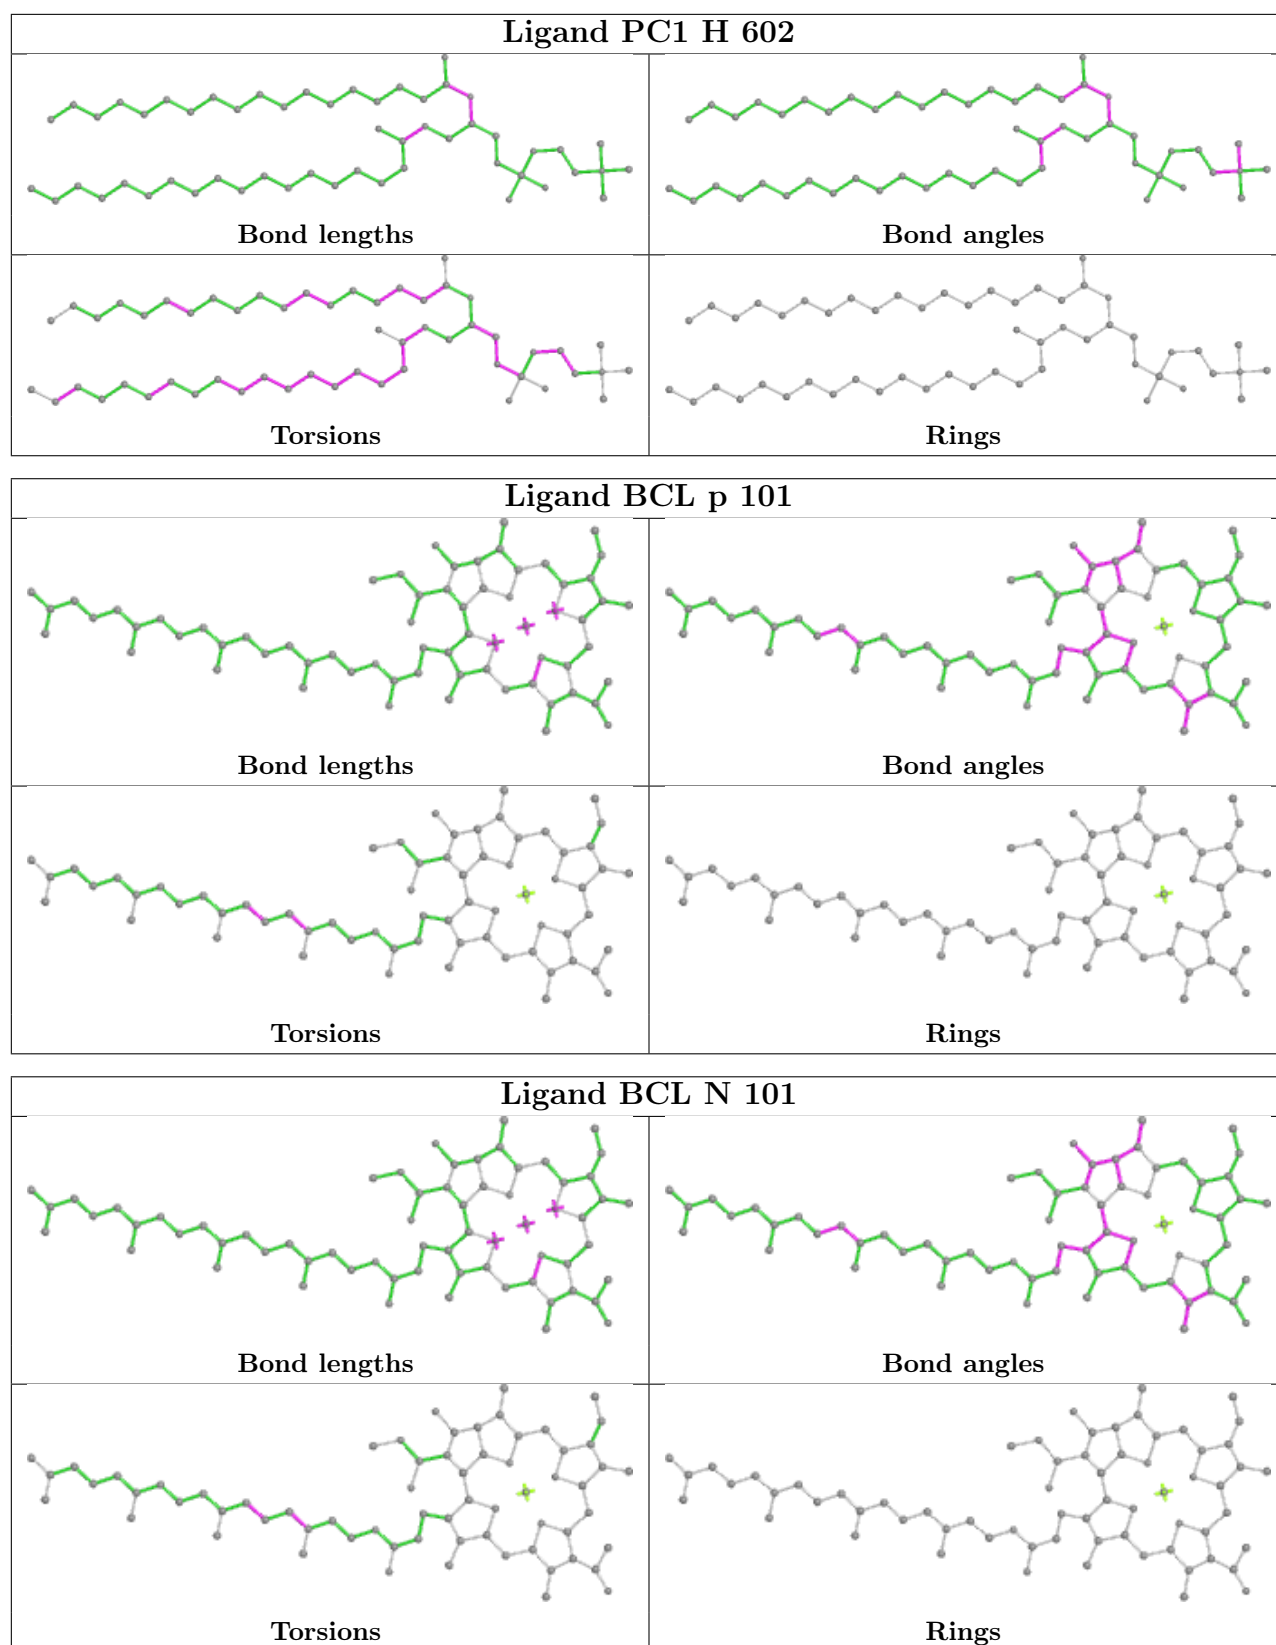 Ligand PC1 H 602
Bond lengths
Bond angles
Torsions
Rings
Ligand BCL p 101
Bond lengths
Bond angles
Torsions
Rings
Ligand BCL N 101
Bond lengths
Bond angles
Torsions
Rings